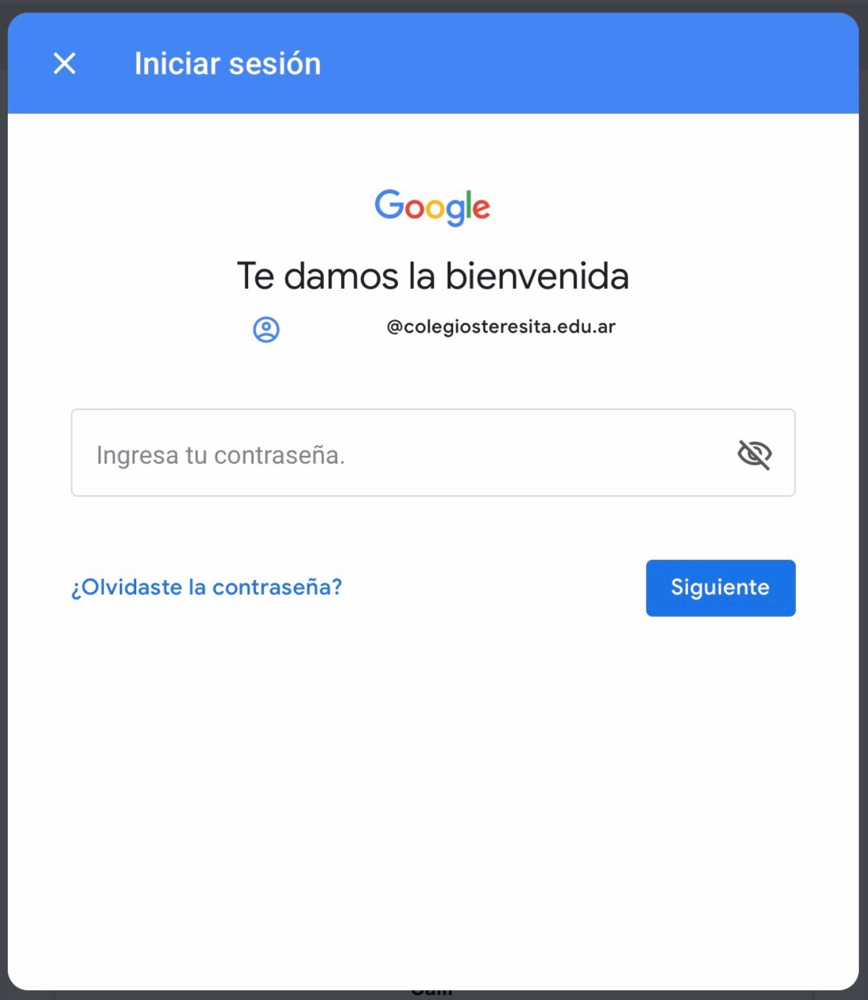 Iniciar sesión
Google
Te damos la bienvenida
@colegiosteresita.edu.ar
Ingresa tu contraseña.
¿Olvidaste la contraseña?
Siguiente